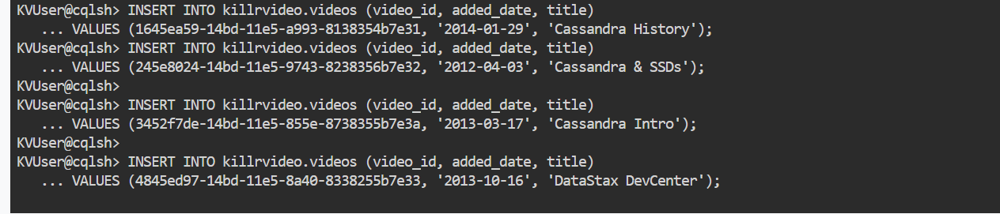 KVUser@cqlsh> INSERT INTO killrvideo.videos (video_id, added_date, title)
... VALUES (1645ea59-14bd-11e5-a993-8138354b7e31, '2014-01-29', 'Cassandra History');
KVUser@cqlsh> INSERT INTO killrvideo.videos (video_id, added_date, title)
... VALUES (245e8024-14bd-11e5-9743-8238356b7e32, '2012-04-03', 'Cassandra & SSDs');
KVUser@cqlsh>
KVUser@cqlsh> INSERT INTO killrvideo.videos (video_id, added_date, title)
... VALUES (3452f7de-14bd-11e5-855e-8738355b7e3a, '2013-03-17', 'Cassandra Intro');
KVUser@cqlsh>
KVUser@cqlsh> INSERT INTO killrvideo.videos (video_id, added_date, title)
... VALUES (4845ed97-14bd-11e5-8a40-8338255b7e33, '2013-10-16', 'DataStax DevCenter');